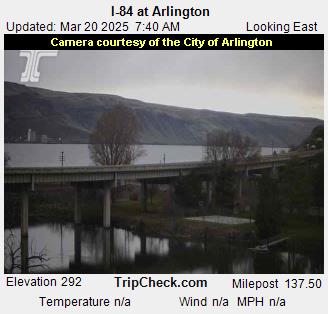 I-84 at Arlington
Updated: Mar 20 2025 7:40 AM Looking East
Camera courtesy of the City of Arlington
Elevation 292 TripCheck.com Milepost 137.50
Temperature n/a Wind n/a MPH n/a